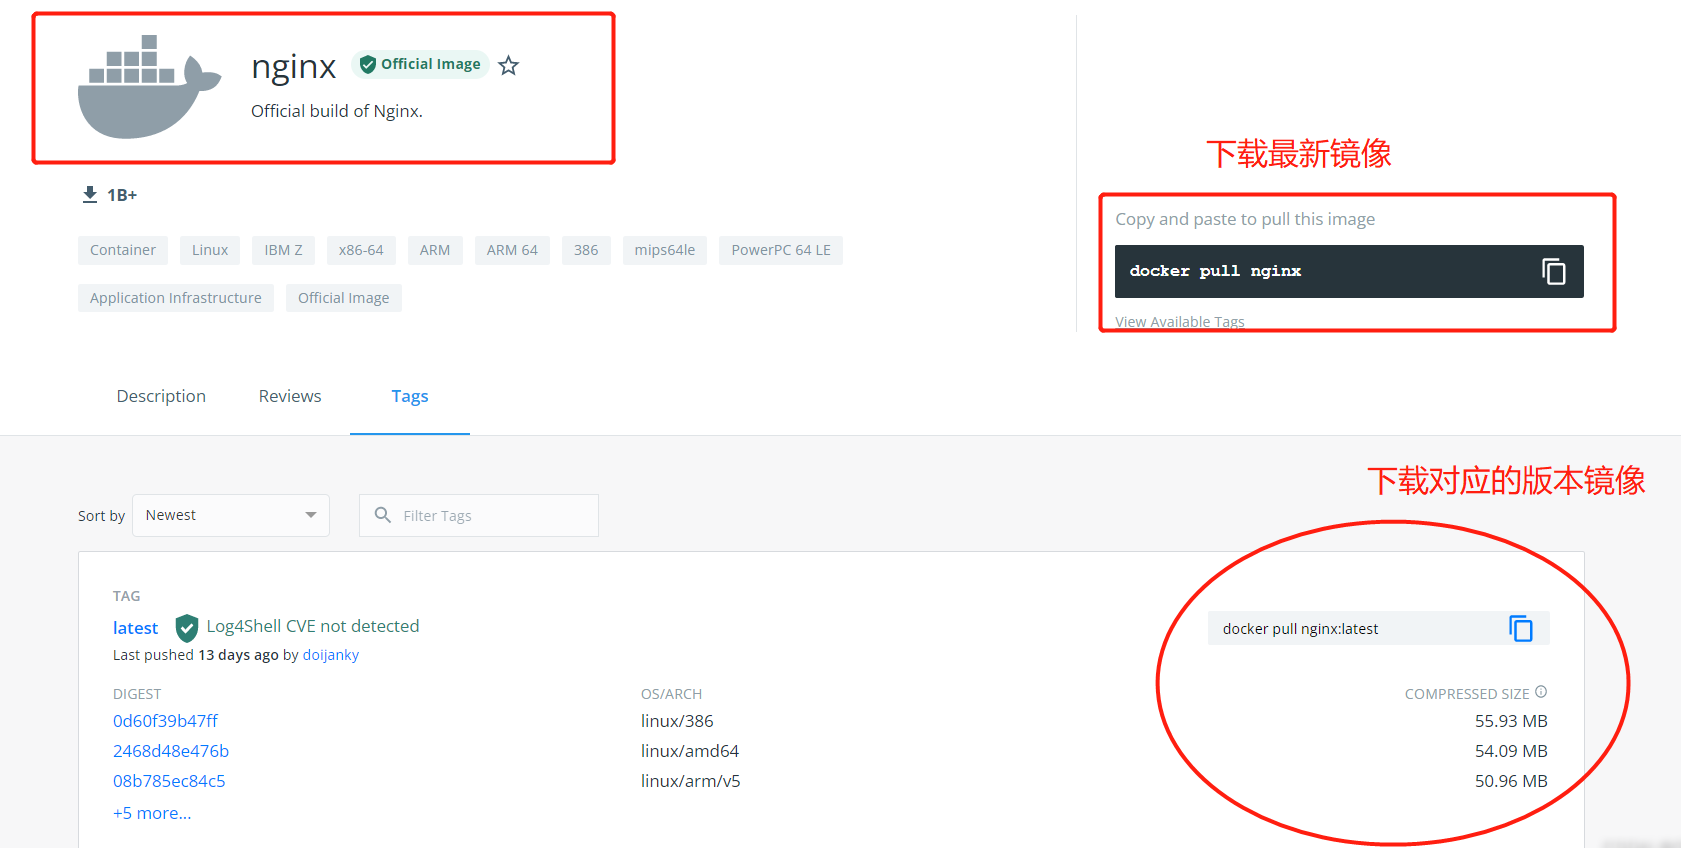 nginx Official Image
Official build of Nginx.
1B+
Container Linux IBM Z x86-64 ARM ARM 64 386 mips64le PowerPC 64 LE
Application Infrastructure Official Image
下载最新镜像
Copy and paste to pull this image
docker pull nginx
View Available Tags
Description Reviews Tags
下载对应的版本镜像
Sort by Newest Filter Tags
TAG
latest Log4Shell CVE not detected
docker pull nginx:latest
Last pushed 13 days ago by doijanky
DIGEST OS/ARCH COMPRESSED SIZE
0d60f39b47ff linux/386 55.93 MB
2468d48e476b linux/amd64 54.09 MB
08b785ec84c5 linux/arm/v5 50.96 MB
+5 more...